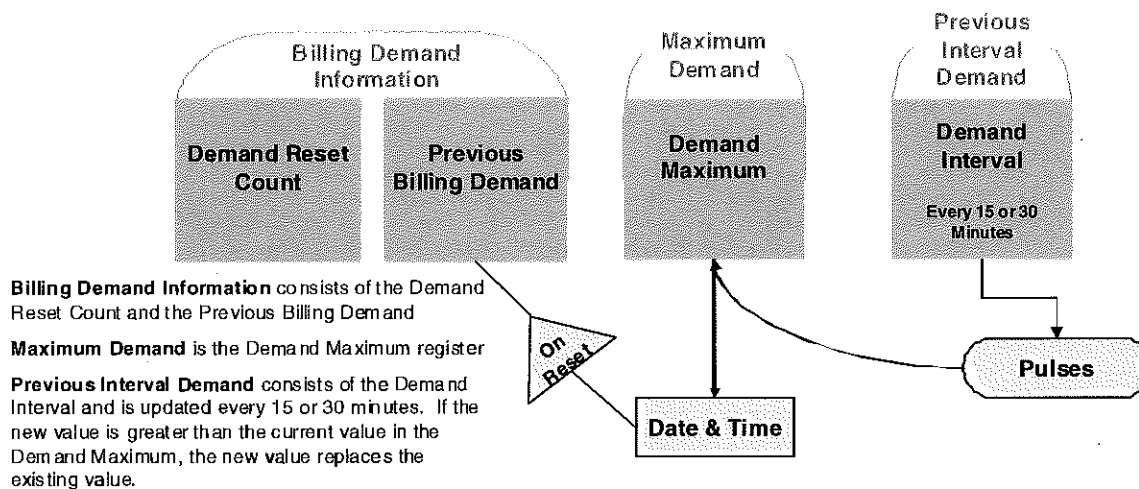 Billing Demand
Information
Maximum
Demand
Previous
Interval
Demand
Demand Reset
Count
Previous
Billing Demand
Demand
Maximum
Demand
Interval
Every 15 or 30
Minutes
Billing Demand Information consists of the Demand
Reset Count and the Previous Billing Demand
Maximum Demand is the Demand Maximum register
Previous Interval Demand consists of the Demand
Interval and is updated every 15 or 30 minutes. If the
new value is greater than the current value in the
Demand Maximum, the new value replaces the
existing value.
On
Reset
Date & Time
Pulses